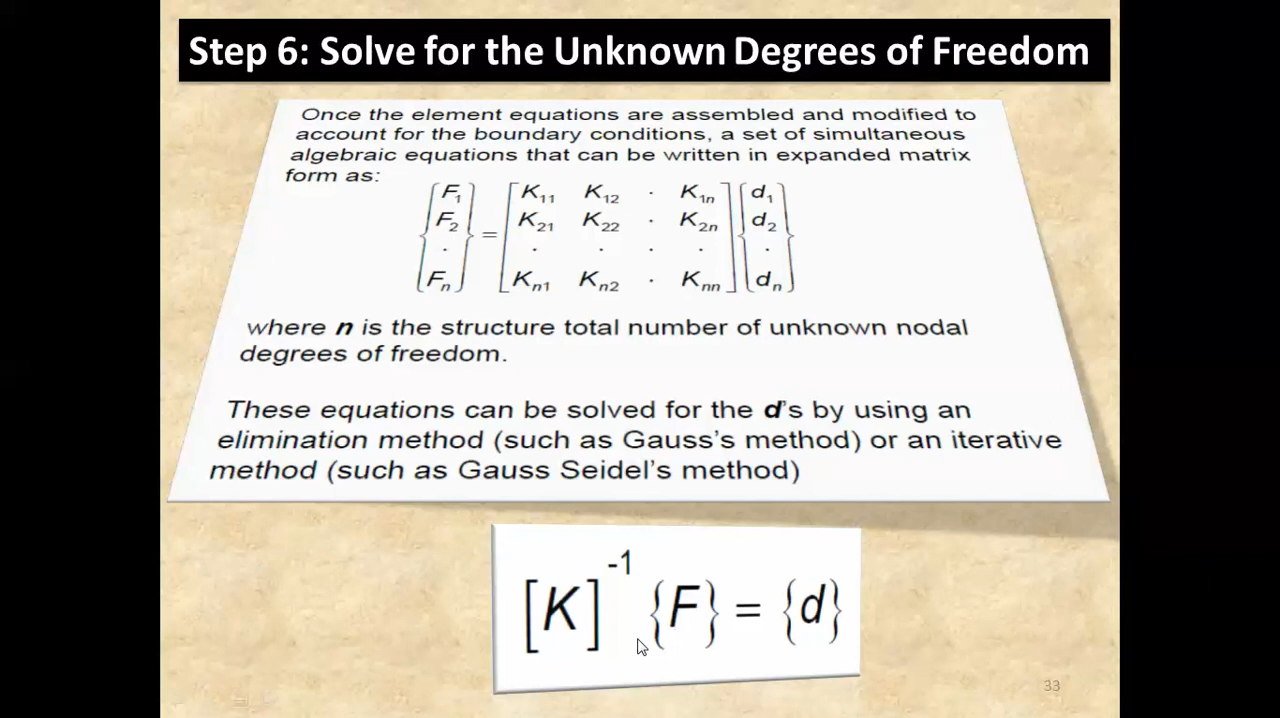 Step 6: Solve for the Unknown Degrees of Freedom
Once the element equations are assembled and modified to
account for the boundary conditions, a set of simultaneous
algebraic equations that can be written in expanded matrix
form as:
{F₁ [K₁₁ K₁₂ · K₁ₙ] {d₁
F₂ = K₂₁ K₂₂ · K₂ₙ d₂
· · · · · ·
Fₙ} [Kₙ₁ Kₙ₂ · Kₙₙ] dₙ}
where n is the structure total number of unknown nodal
degrees of freedom.
These equations can be solved for the d's by using an
elimination method (such as Gauss's method) or an iterative
method (such as Gauss Seidel's method)
[K]⁻¹ {F} = {d}
33